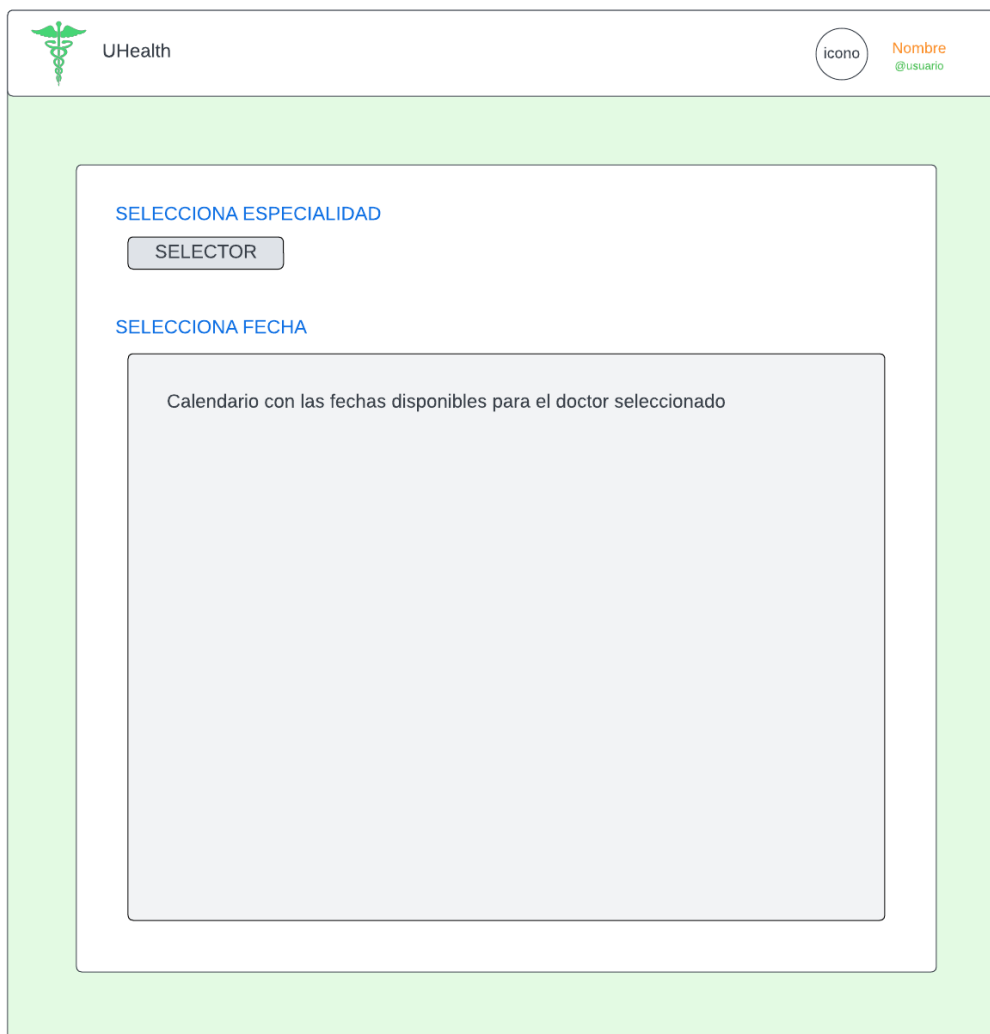 UHealth
icono
Nombre
@usuario
SELECCIONA ESPECIALIDAD
SELECTOR
SELECCIONA FECHA
Calendario con las fechas disponibles para el doctor seleccionado